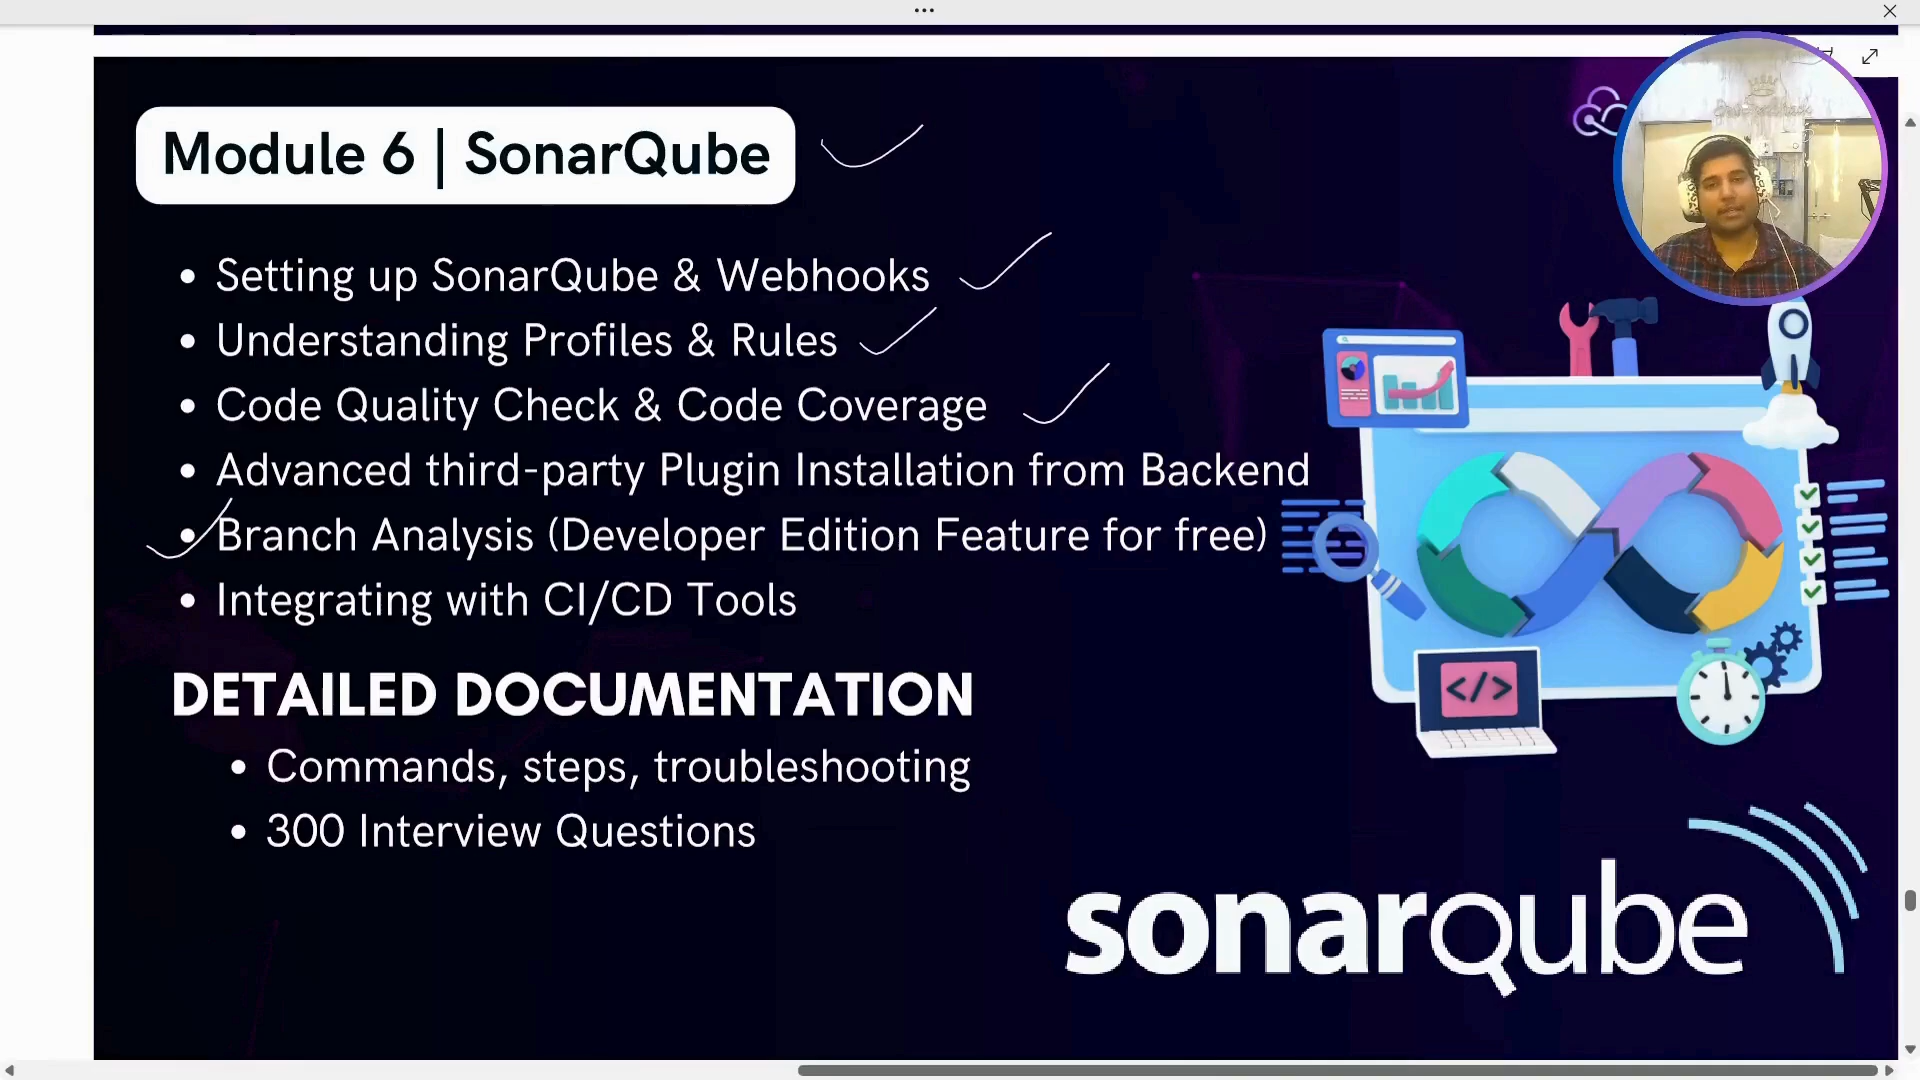 Module 6 | SonarQube
• Setting up SonarQube & Webhooks
• Understanding Profiles & Rules
• Code Quality Check & Code Coverage
• Advanced third-party Plugin Installation from Backend
• Branch Analysis (Developer Edition Feature for free)
• Integrating with CI/CD Tools
DETAILED DOCUMENTATION
• Commands, steps, troubleshooting
• 300 Interview Questions
</>
sonarqube